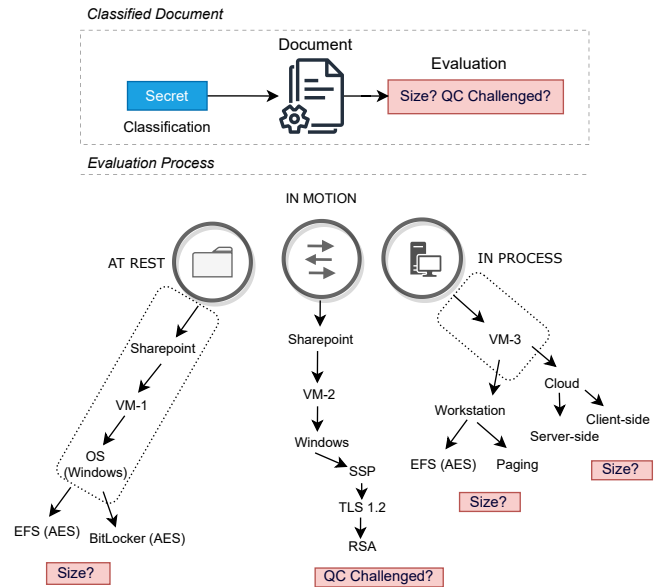 Classified Document
Document
Evaluation
Secret
Size? QC Challenged?
Classification
Evaluation Process
IN MOTION
AT REST
IN PROCESS
Sharepoint
VM-1
OS
(Windows)
EFS (AES)
BitLocker (AES)
Size?
Sharepoint
VM-2
Windows
SSP
TLS 1.2
RSA
QC Challenged?
VM-3
Workstation
EFS (AES)
Paging
Size?
Cloud
Server-side
Client-side
Size?